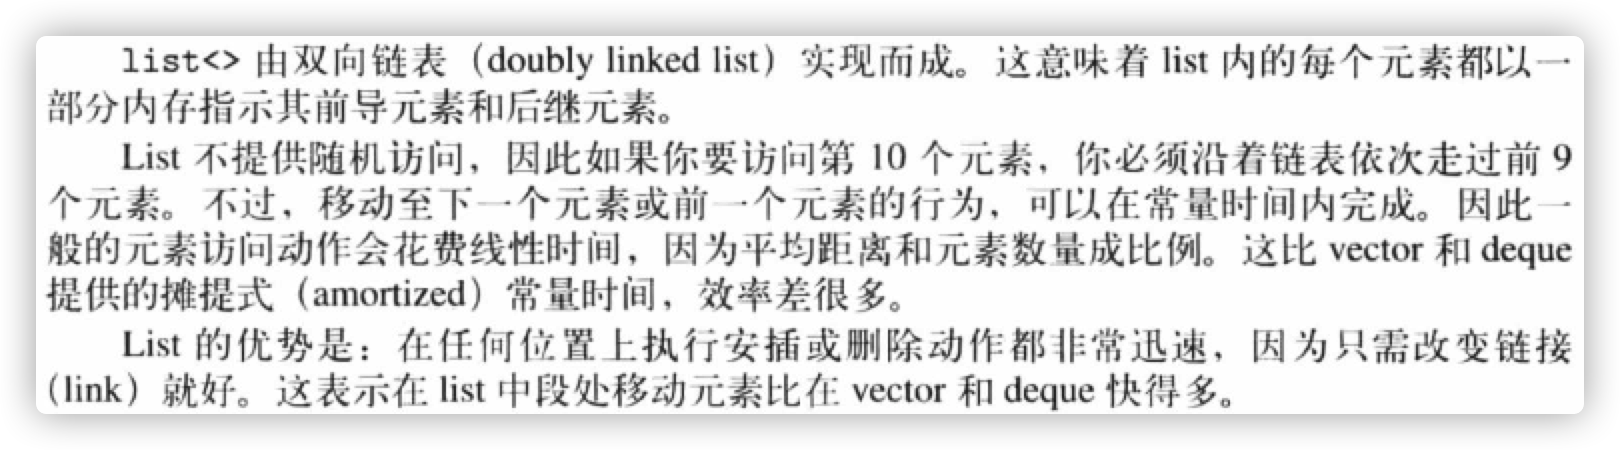 list<> 由双向链表（doubly linked list）实现而成。这意味着 list 内的每个元素都以一
部分内存指示其前导元素和后继元素。
List 不提供随机访问，因此如果你要访问第 10 个元素，你必须沿着链表依次走过前 9
个元素。不过，移动至下一个元素或前一个元素的行为，可以在常量时间内完成。因此一
般的元素访问动作会花费线性时间，因为平均距离和元素数量成比例。这比 vector 和 deque
提供的摊提式（amortized）常量时间，效率差很多。
List 的优势是：在任何位置上执行安插或删除动作都非常迅速，因为只需改变链接
（link）就好。这表示在 list 中段处移动元素比在 vector 和 deque 快得多。